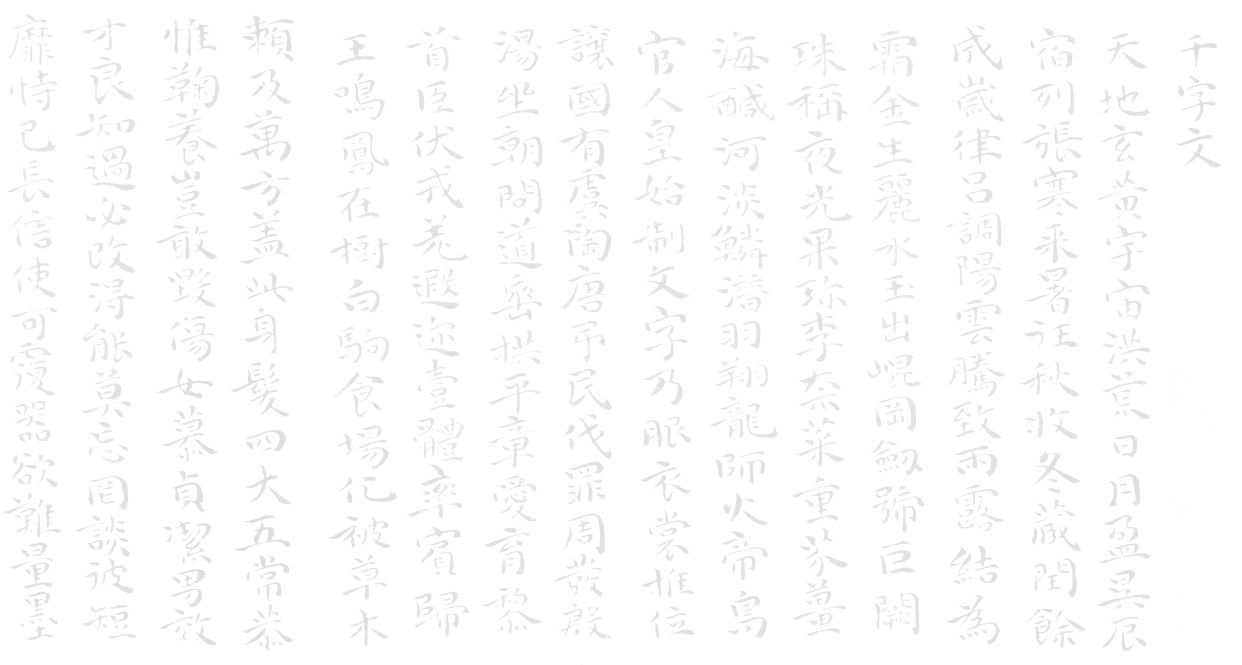 千字文
天地玄黄宇宙洪荒日月盈昃辰
宿列張寒来暑往秋收冬蔵閏餘
成歲律呂調陽雲騰致雨露結為
霜金生麗水玉出崐岡劔號巨闕
珠稱夜光果珎李柰菜重芥薑
海醎河淡鱗潛羽翔龍師火帝鳥
官人皇始制文字乃服衣裳推位
讓國有虞陶唐弔民伐罪周發殷
湯坐朝問道垂拱平章愛育黎
首臣伏戎羌遐迩壹體率賓歸
王鳴鳳在樹白駒食場化被草木
賴及萬方蓋此身髮四大五常恭
惟鞠養豈敢毀傷女慕貞潔男效
才良知過必改得能莫忘罔談彼短
靡恃己長信使可覆器欲難量墨